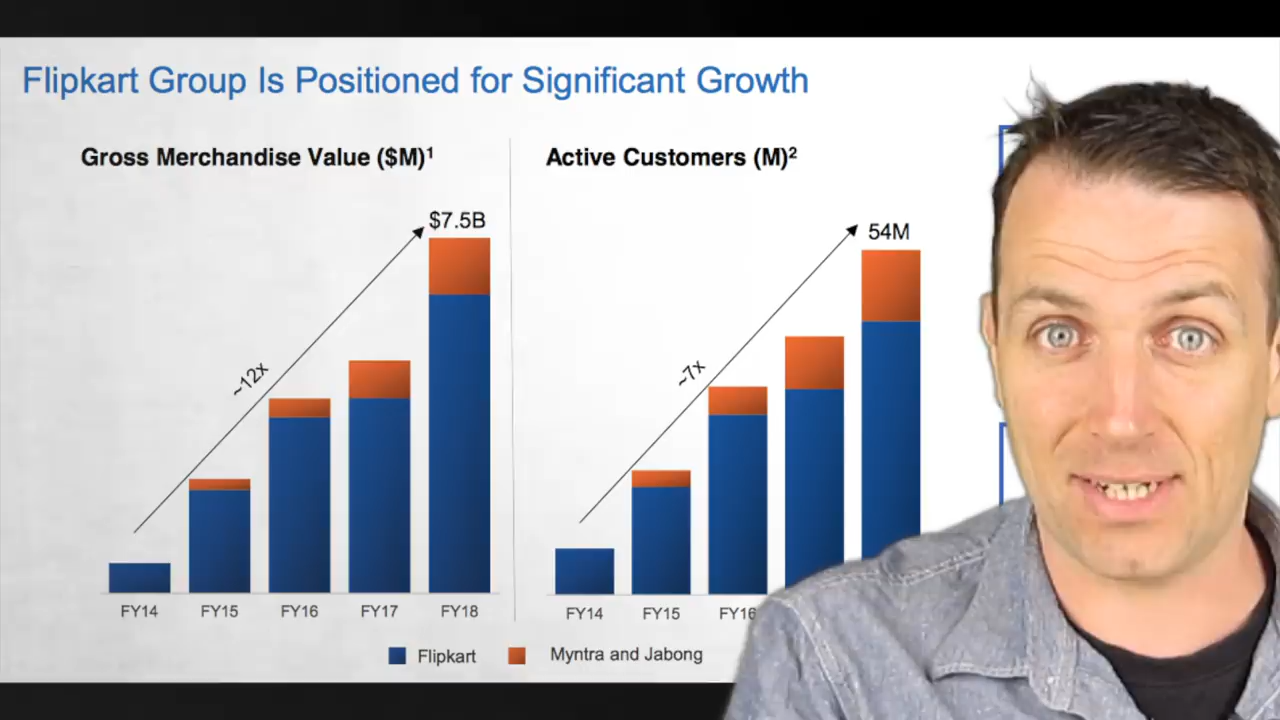 Flipkart Group Is Positioned for Significant Growth
Gross Merchandise Value ($M)¹
$7.5B
~12x
FY14 FY15 FY16 FY17 FY18
Active Customers (M)²
54M
~7x
FY14 FY15 FY16
Flipkart Myntra and Jabong